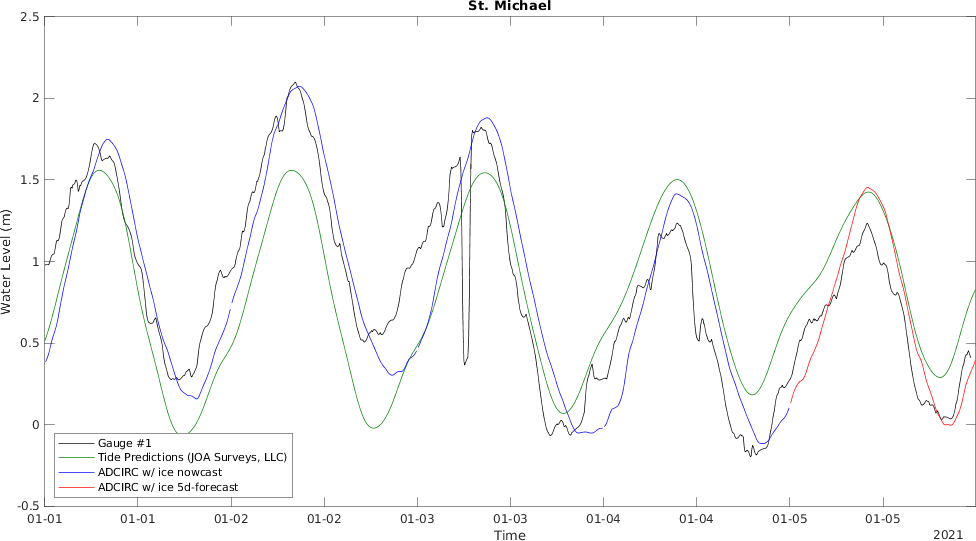 St. Michael
2.5
2
1.5
1
0.5
0
-0.5
Water Level (m)
Gauge #1
Tide Predictions (JOA Surveys, LLC)
ADCIRC w/ ice nowcast
ADCIRC w/ ice 5d-forecast
01-01 01-01 01-02 01-02 01-03 01-03 01-04 01-04 01-05 01-05
Time
2021